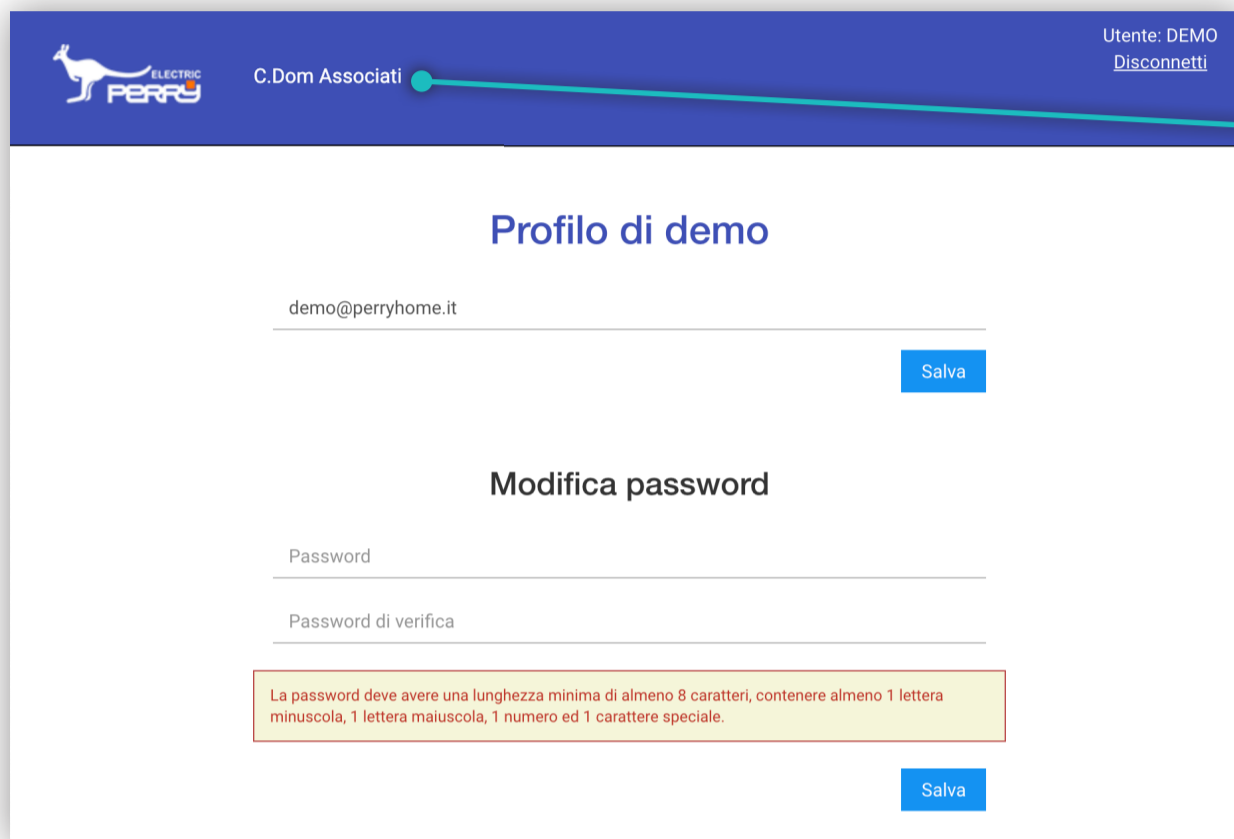 Utente: DEMO
Disconnetti
ELECTRIC
PERRY
C.Dom Associati
Profilo di demo
demo@perryhome.it
Salva
Modifica password
Password
Password di verifica
La password deve avere una lunghezza minima di almeno 8 caratteri, contenere almeno 1 lettera
minuscola, 1 lettera maiuscola, 1 numero ed 1 carattere speciale.
Salva